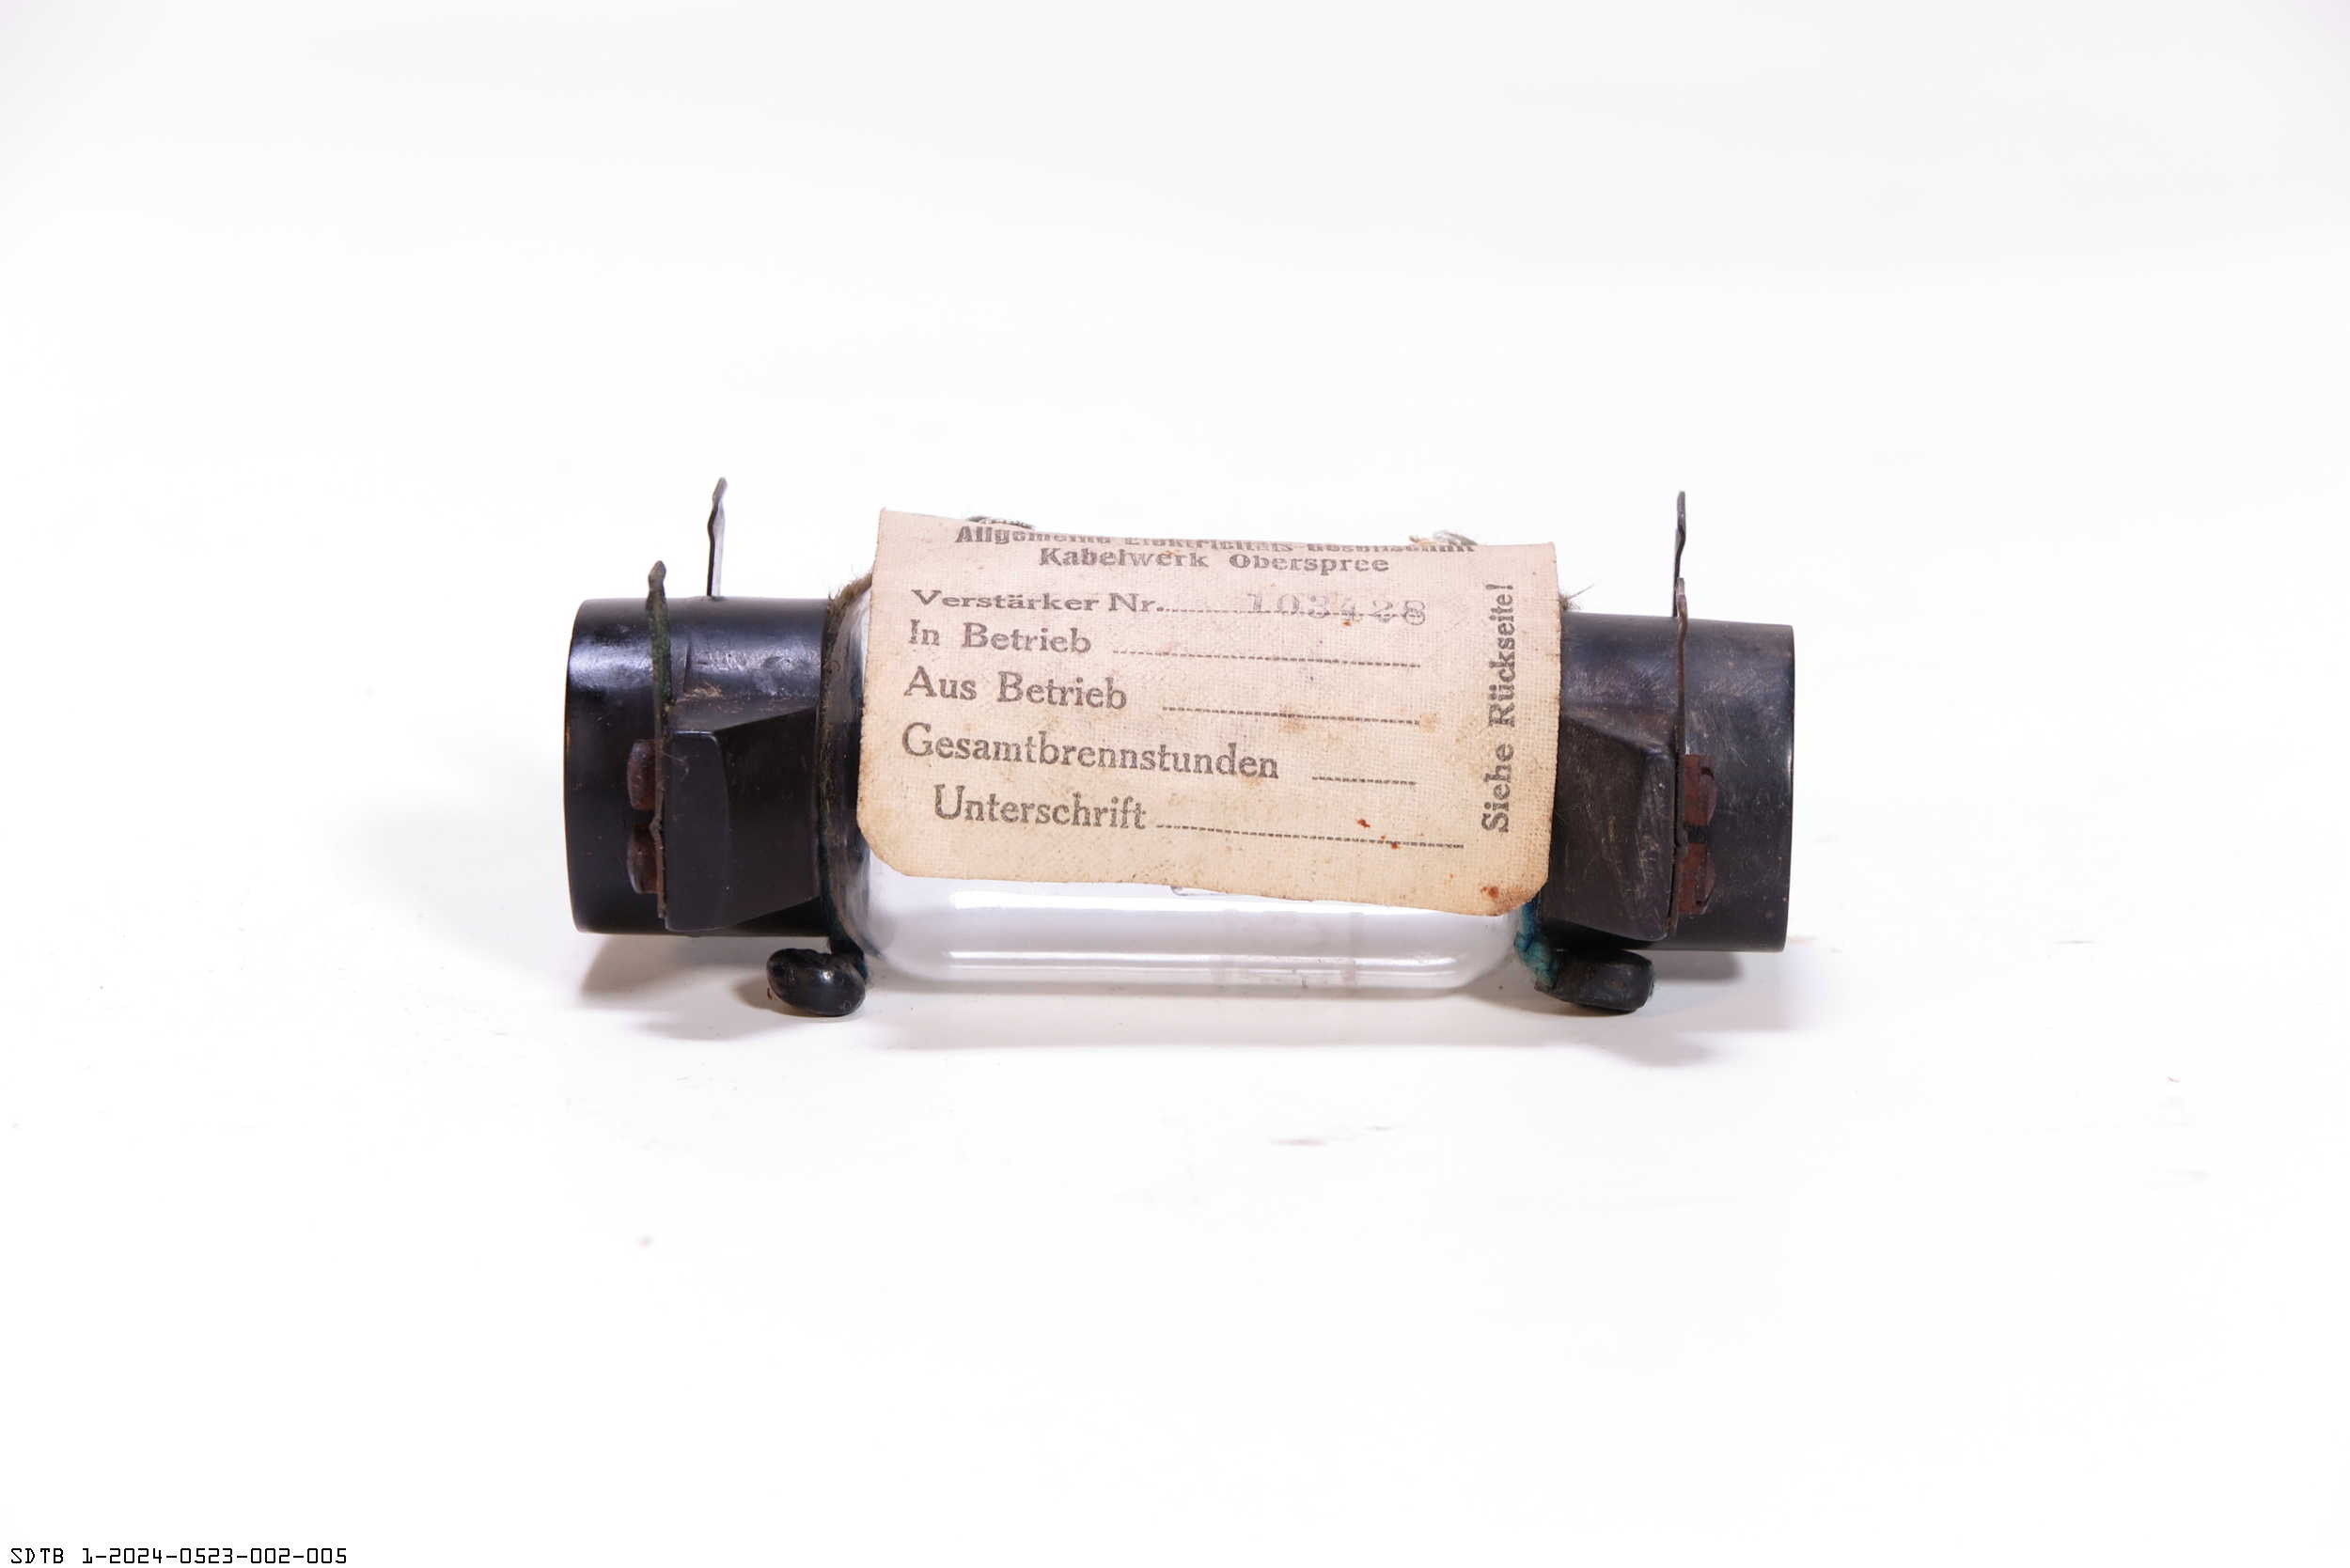 Allgemeine Elektricitäts-Gesellschaft
Kabelwerk Oberspree
Verstärker Nr. 103428
In Betrieb
Aus Betrieb
Gesamtbrennstunden
Unterschrift
Siehe Rückseite!
SDTB 1-2024-0523-002-005